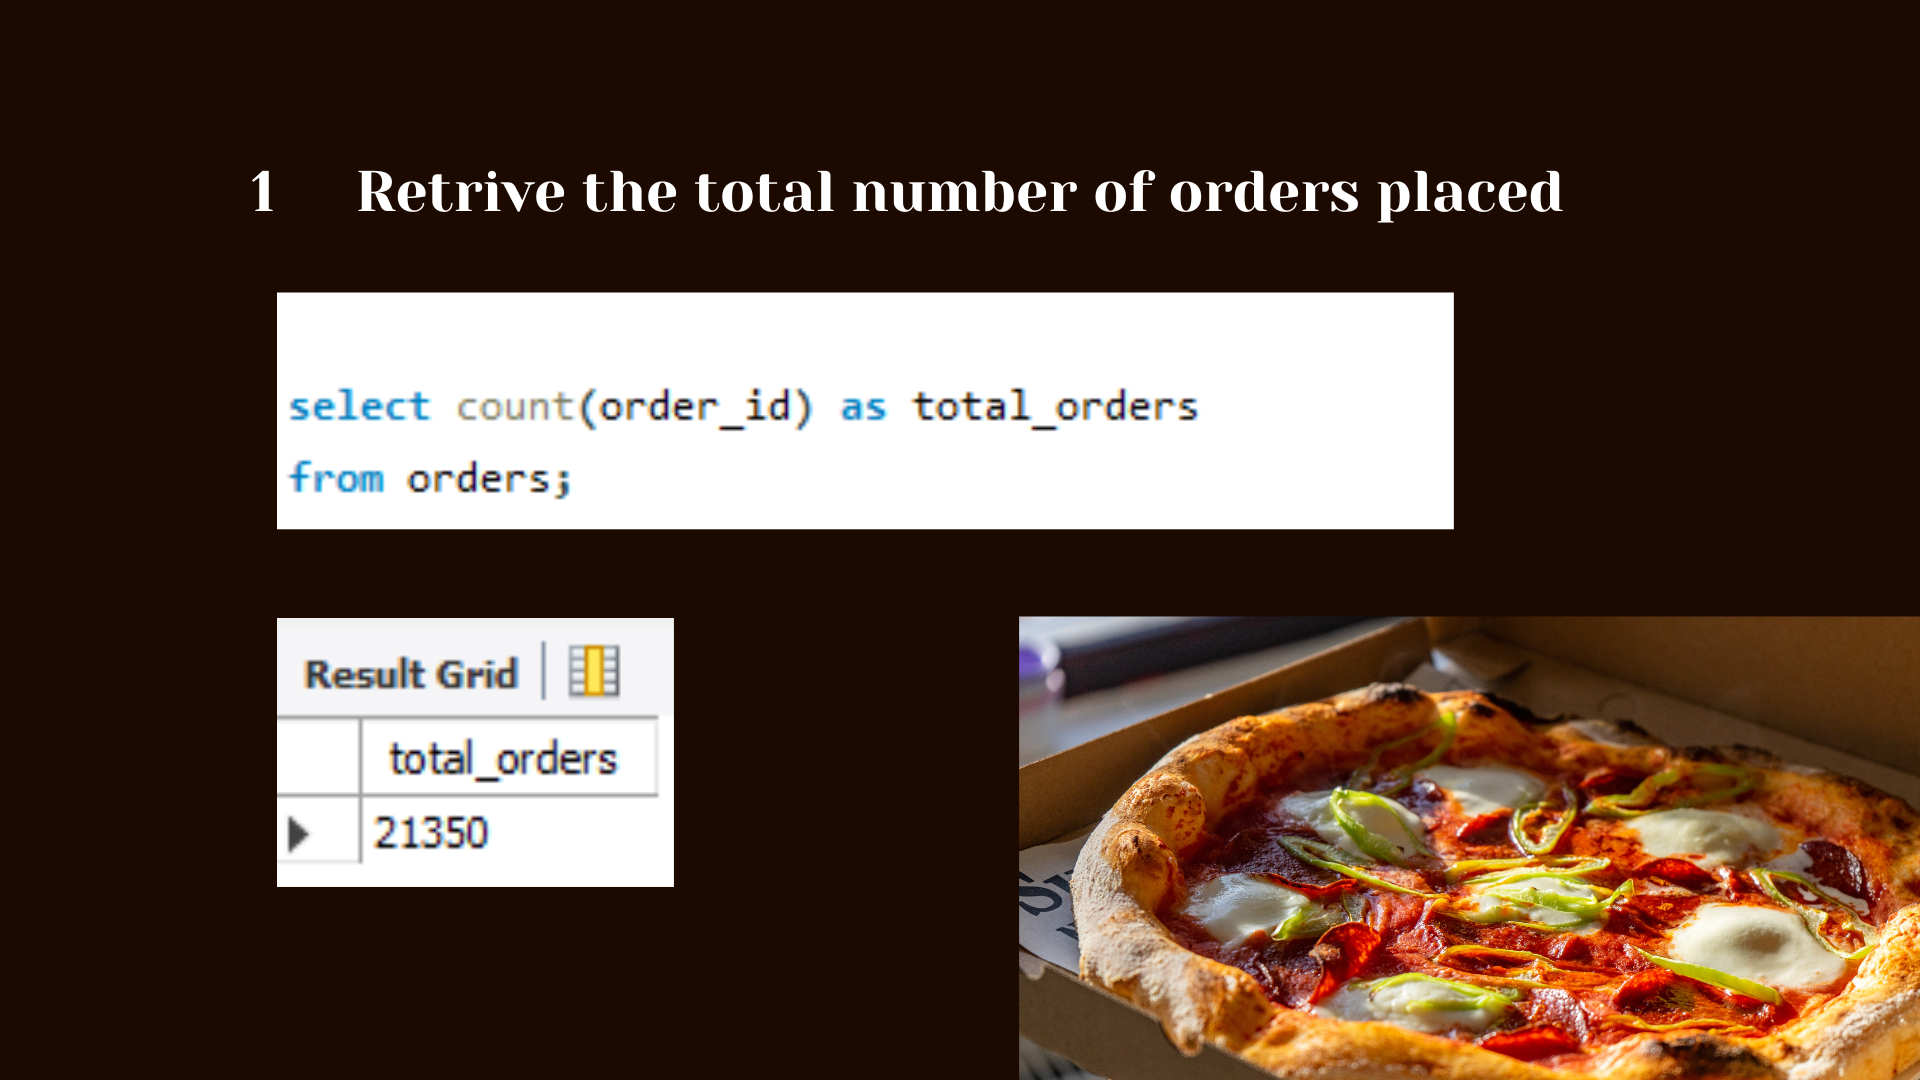 1 Retrive the total number of orders placed
select count(order_id) as total_orders
from orders;
Result Grid
total_orders
21350